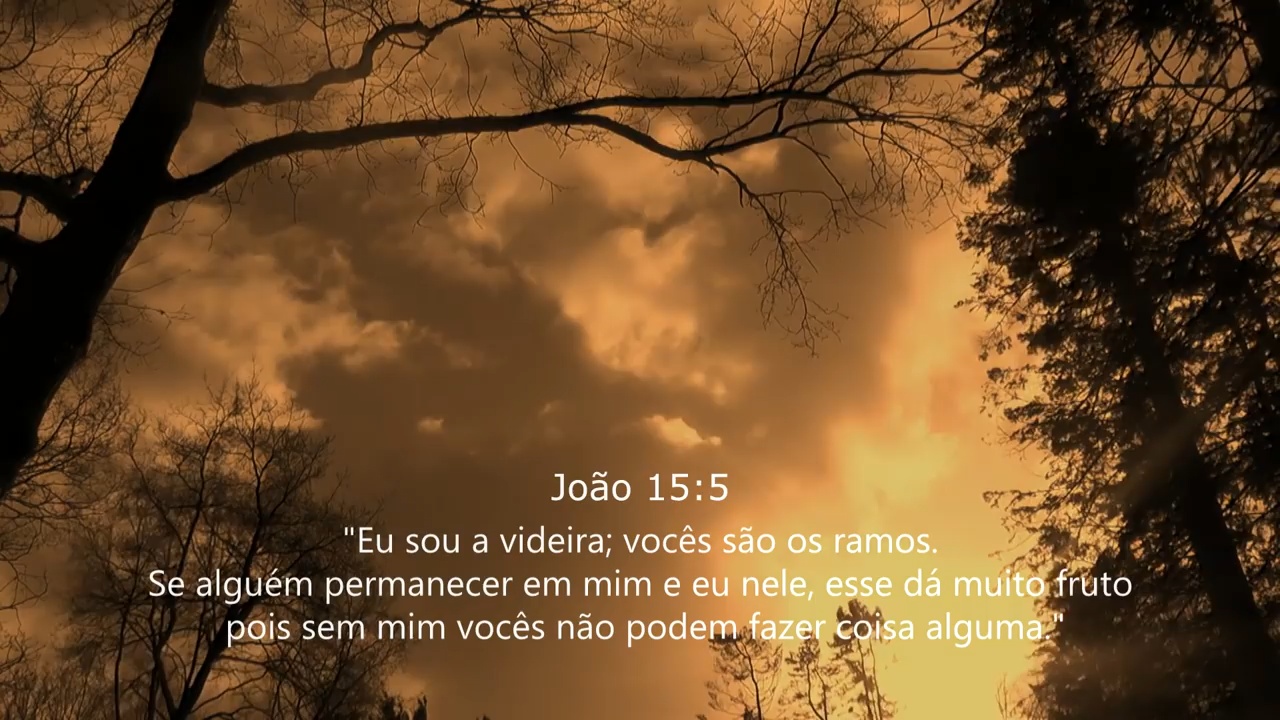 João 15:5
"Eu sou a videira; vocês são os ramos.
Se alguém permanecer em mim e eu nele, esse dá muito fruto
pois sem mim vocês não podem fazer coisa alguma."